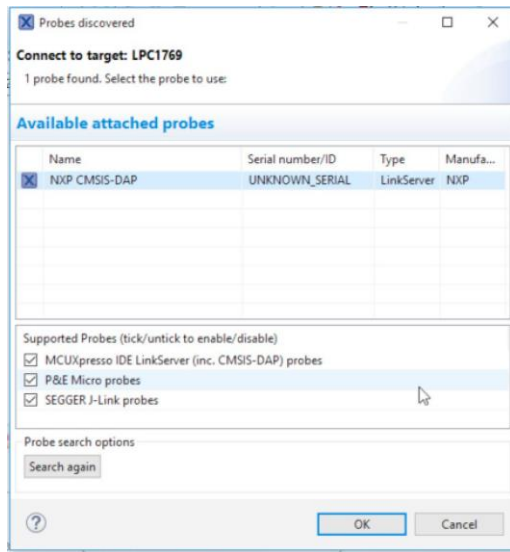 Probes discovered
Connect to target: LPC1769
1 probe found. Select the probe to use:
Available attached probes
Name Serial number/ID Type Manufa...
NXP CMSIS-DAP UNKNOWN_SERIAL LinkServer NXP
Supported Probes (tick/untick to enable/disable)
MCUXpresso IDE LinkServer (inc. CMSIS-DAP) probes
P&E Micro probes
SEGGER J-Link probes
Probe search options
Search again
? OK Cancel